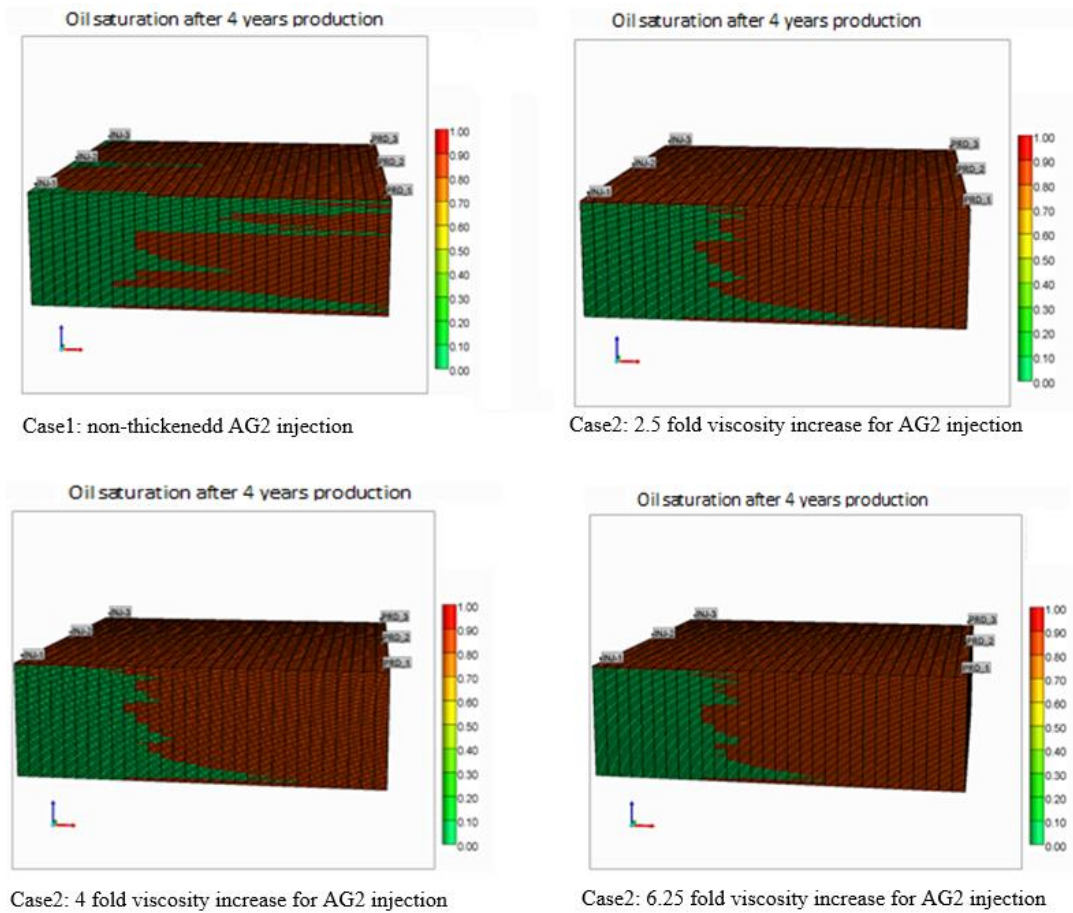 Oil saturation after 4 years production
Oil saturation after 4 years production
INJ-3
INJ-2
INJ-1
PRD_3
PRD_2
PRD_1
1.00
0.90
0.80
0.70
0.60
0.50
0.40
0.30
0.20
0.10
0.00
INJ-3
INJ-2
INJ-1
PRD_3
PRD_2
PRD_1
1.00
0.90
0.80
0.70
0.60
0.50
0.40
0.30
0.20
0.10
0.00
Case1: non-thickenedd AG2 injection
Case2: 2.5 fold viscosity increase for AG2 injection
Oil saturation after 4 years production
Oil saturation after 4 years production
INJ-3
INJ-2
INJ-1
PRD_3
PRD_2
PRD_1
1.00
0.90
0.80
0.70
0.60
0.50
0.40
0.30
0.20
0.10
0.00
INJ-3
INJ-2
INJ-1
PRD_3
PRD_2
PRD_1
1.00
0.90
0.80
0.70
0.60
0.50
0.40
0.30
0.20
0.10
0.00
Case2: 4 fold viscosity increase for AG2 injection
Case2: 6.25 fold viscosity increase for AG2 injection